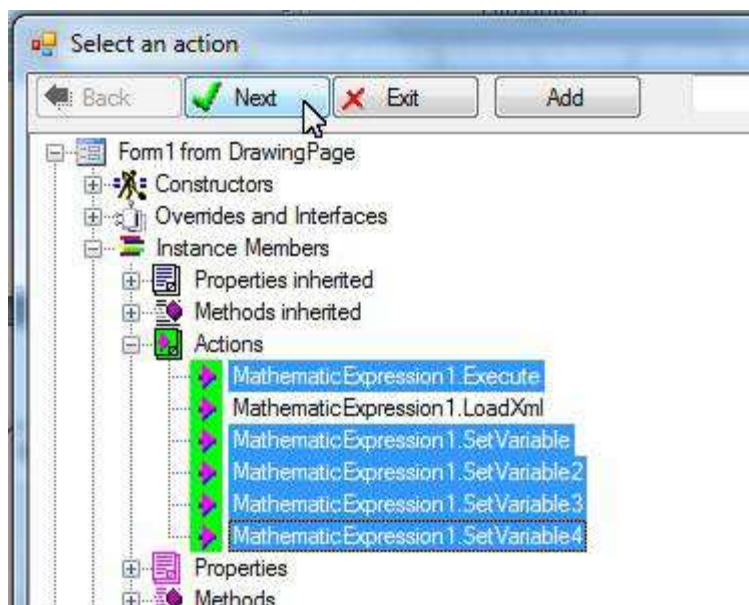 Select an action
Back Next Exit Add
Form1 from DrawingPage
Constructors
Overrides and Interfaces
Instance Members
Properties inherited
Methods inherited
Actions
MathematicExpression1.Execute
MathematicExpression1.LoadXml
MathematicExpression1.SetVariable
MathematicExpression1.SetVariable2
MathematicExpression1.SetVariable3
MathematicExpression1.SetVariable4
Properties
Methods